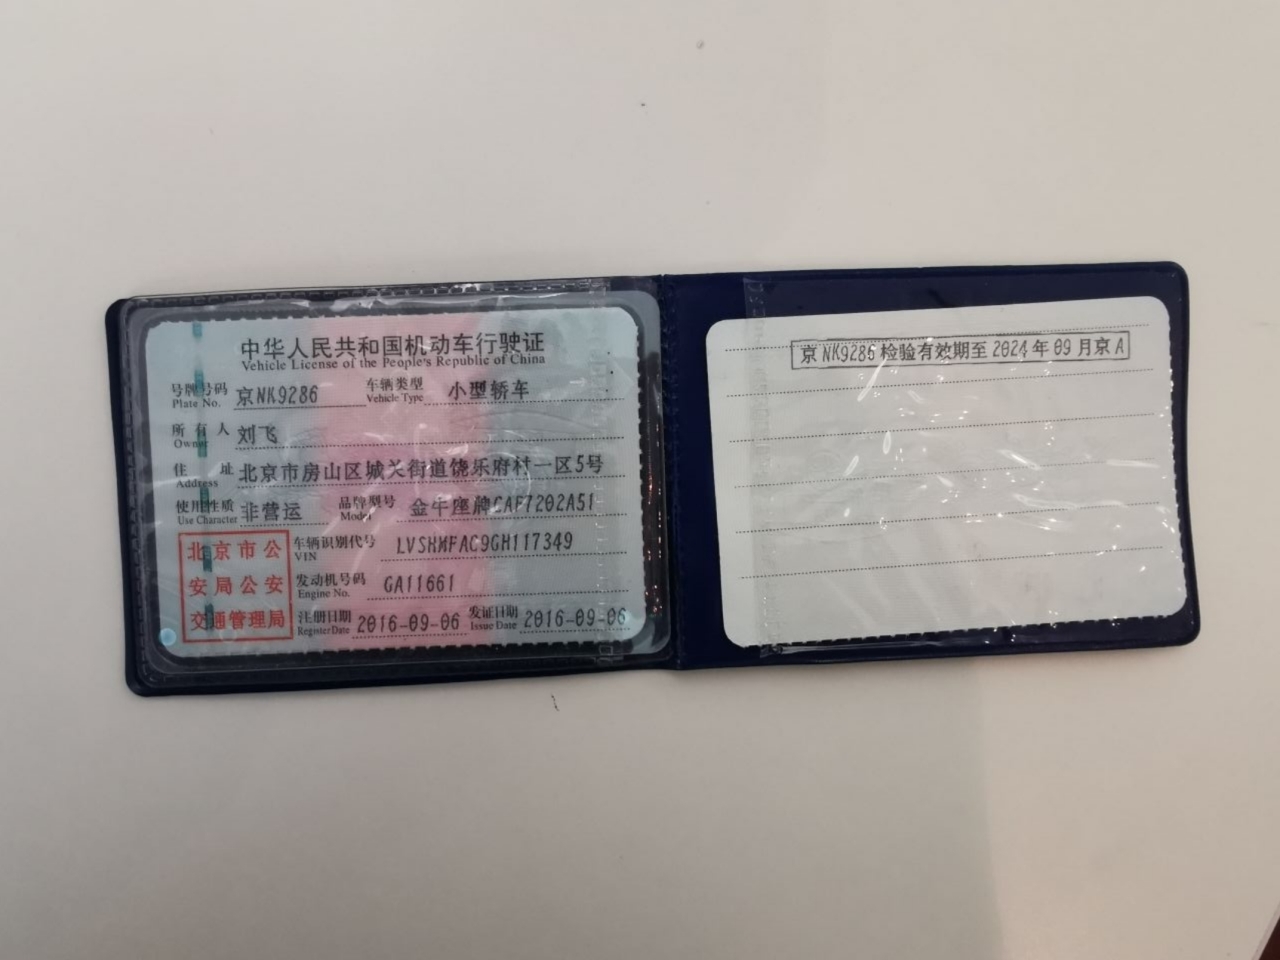 中华人民共和国机动车行驶证
Vehicle License of the People's Republic of China
号牌号码 京NK9286 车辆类型 小型轿车
Plate No. Vehicle Type
所有人 刘飞
Owner
住址 北京市房山区城关街道饶乐府村一区5号
Address
使用性质 非营运 品牌型号 金牛座牌CAF7202A51
Use Character Model
北京市公安局公安交通管理局
车辆识别代号 LVSHMFAC9GH117349
VIN
发动机号码 GA11661
Engine No.
注册日期 2016-09-06 发证日期 2016-09-06
Register Date Issue Date
京NK9286检验有效期至2024年09月京A